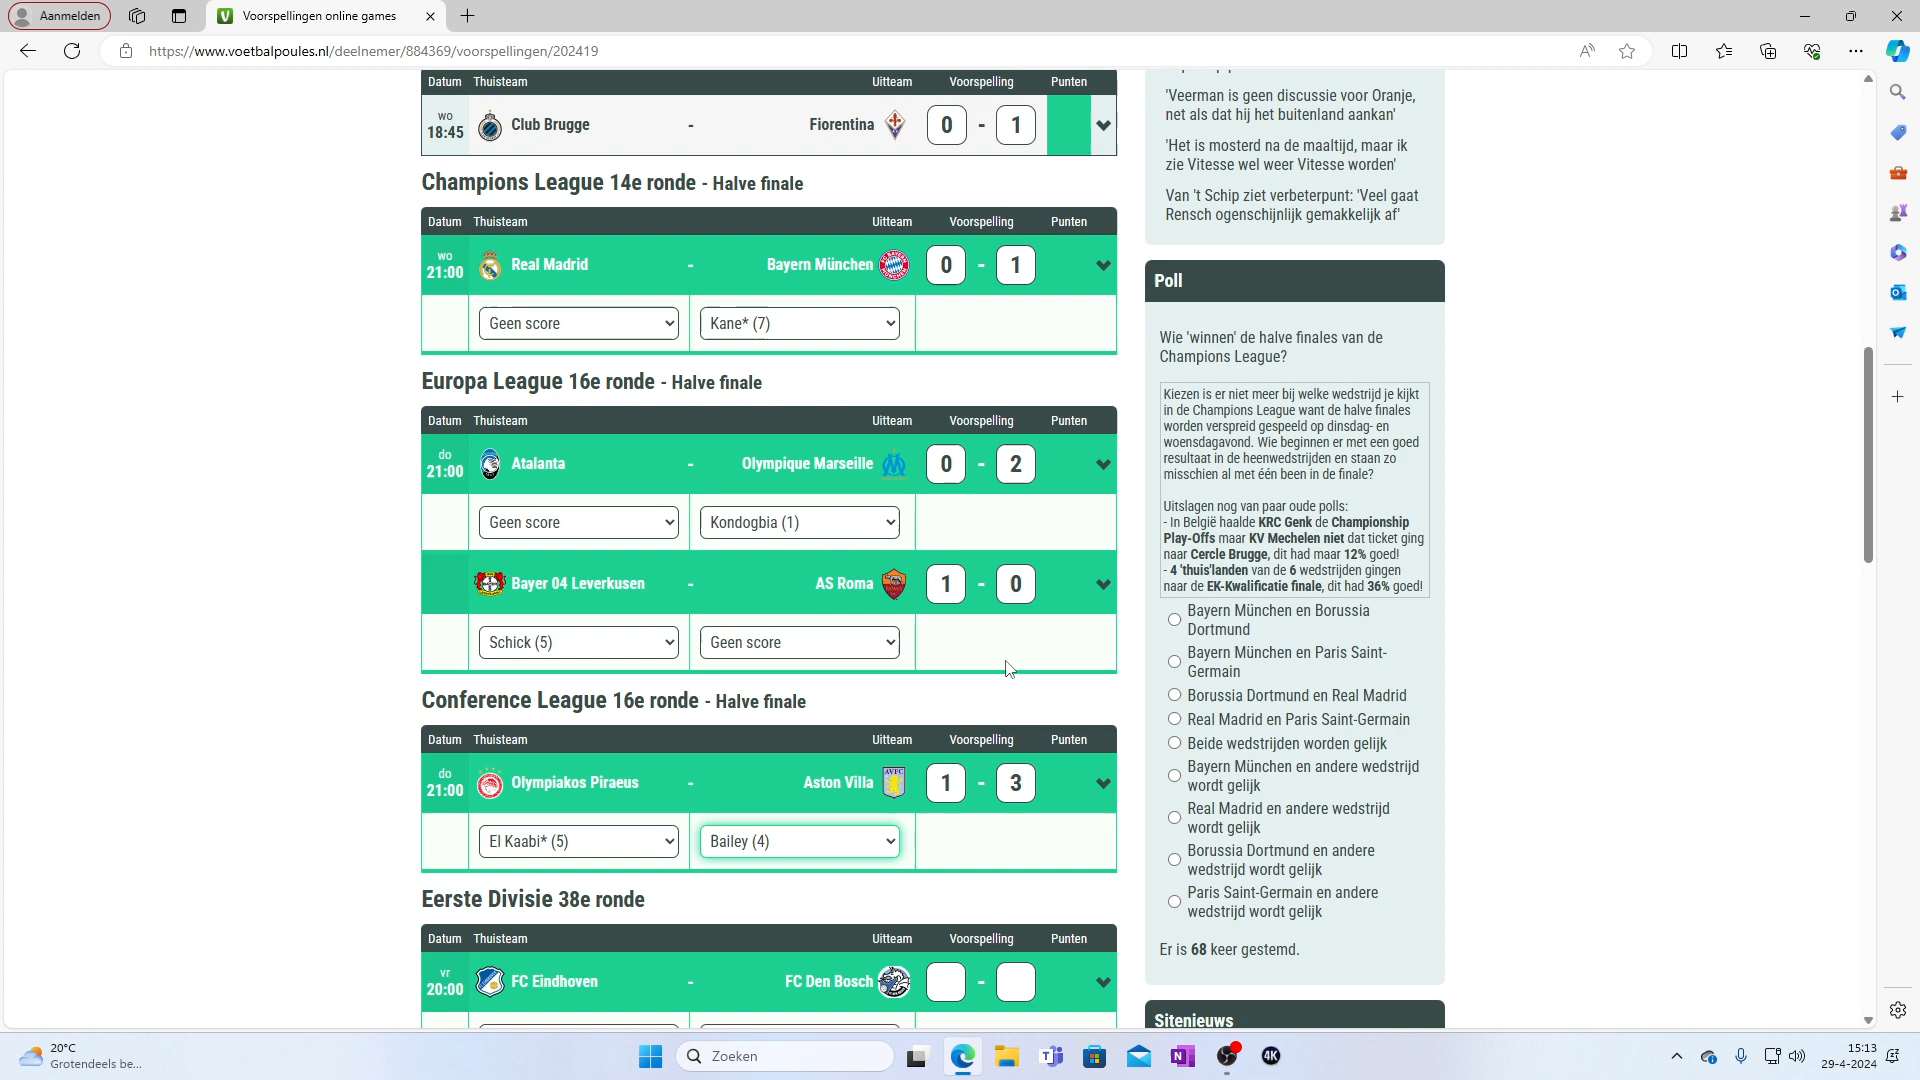 Aanmelden
Voorspellingen online games
https://www.voetbalpoules.nl/deelnemer/884369/voorspellingen/202419
Datum Thuisteam Uitteam Voorspelling Punten
wo
18:45 Club Brugge - Fiorentina 0 - 1
Champions League 14e ronde - Halve finale
Datum Thuisteam Uitteam Voorspelling Punten
wo
21:00 Real Madrid - Bayern München 0 - 1
Geen score Kane* (7)
Europa League 16e ronde - Halve finale
Datum Thuisteam Uitteam Voorspelling Punten
do
21:00 Atalanta - Olympique Marseille 0 - 2
Geen score Kondogbia (1)
Bayer 04 Leverkusen - AS Roma 1 - 0
Schick (5) Geen score
Conference League 16e ronde - Halve finale
Datum Thuisteam Uitteam Voorspelling Punten
do
21:00 Olympiakos Piraeus - Aston Villa 1 - 3
El Kaabi* (5) Bailey (4)
Eerste Divisie 38e ronde
Datum Thuisteam Uitteam Voorspelling Punten
vr
20:00 FC Eindhoven - FC Den Bosch -
'Veerman is geen discussie voor Oranje,
net als dat hij het buitenland aankan'
'Het is mosterd na de maaltijd, maar ik
zie Vitesse wel weer Vitesse worden'
Van 't Schip ziet verbeterpunt: 'Veel gaat
Rensch ogenschijnlijk gemakkelijk af'
Poll
Wie 'winnen' de halve finales van de
Champions League?
Kiezen is er niet meer bij welke wedstrijd je kijkt
in de Champions League want de halve finales
worden verspreid gespeeld op dinsdag- en
woensdagavond. Wie beginnen er met een goed
resultaat in de heenwedstrijden en staan zo
misschien al met één been in de finale?
Uitslagen nog van paar oude polls:
- In België haalde KRC Genk de Championship
Play-Offs maar KV Mechelen niet dat ticket ging
naar Cercle Brugge, dit had maar 12% goed!
- 4 'thuis'landen van de 6 wedstrijden gingen
naar de EK-Kwalificatie finale, dit had 36% goed!
Bayern München en Borussia
Dortmund
Bayern München en Paris Saint-
Germain
Borussia Dortmund en Real Madrid
Real Madrid en Paris Saint-Germain
Beide wedstrijden worden gelijk
Bayern München en andere wedstrijd
wordt gelijk
Real Madrid en andere wedstrijd
wordt gelijk
Borussia Dortmund en andere
wedstrijd wordt gelijk
Paris Saint-Germain en andere
wedstrijd wordt gelijk
Er is 68 keer gestemd.
Sitenieuws
20°C
Grotendeels be...
Zoeken
4K
15:13
29-4-2024